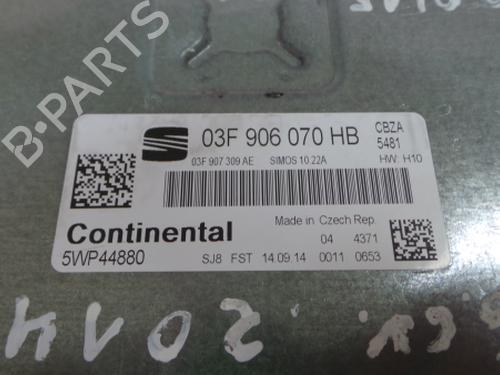 03F 906 070 HB
CBZA
5481
03F 907 309 AE SIMOS 10.22A
HW: H10
Continental
Made in Czech Rep.
04 4371
5WP44880
SJ8 FST 14.09.14 0011 0653
2014